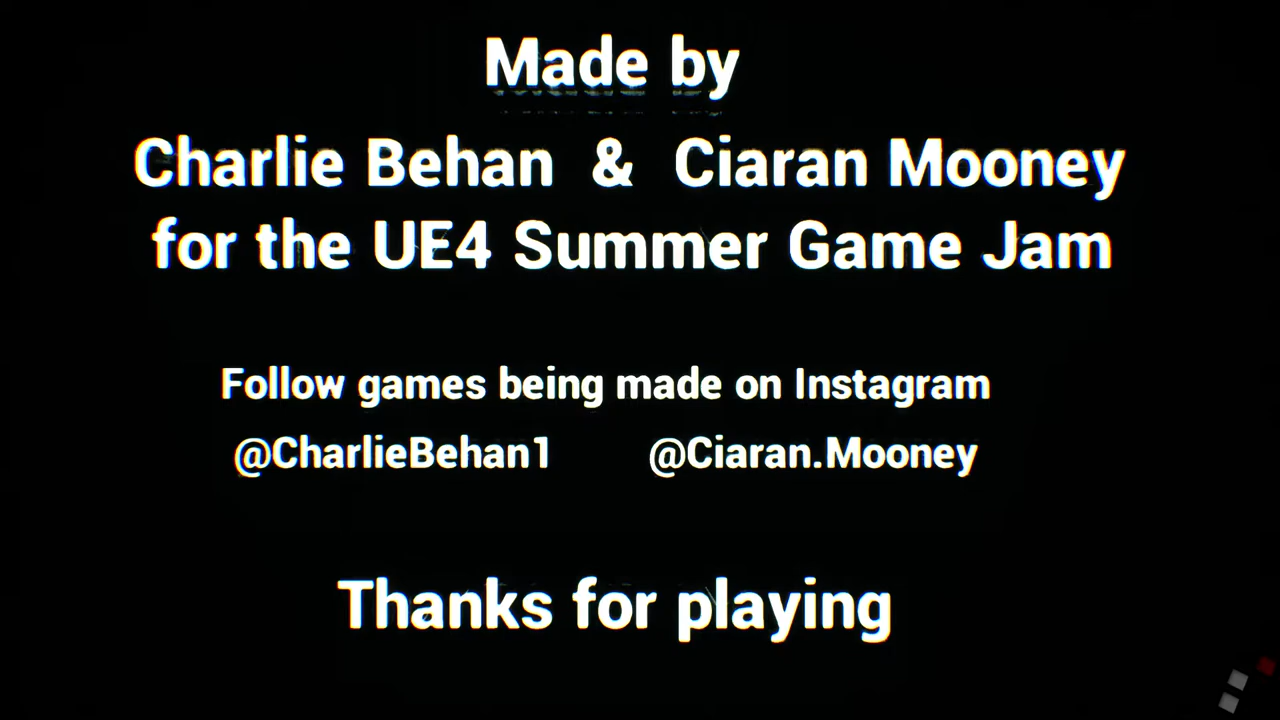 Made by
Charlie Behan & Ciaran Mooney
for the UE4 Summer Game Jam
Follow games being made on Instagram
@CharlieBehan1 @Ciaran.Mooney
Thanks for playing